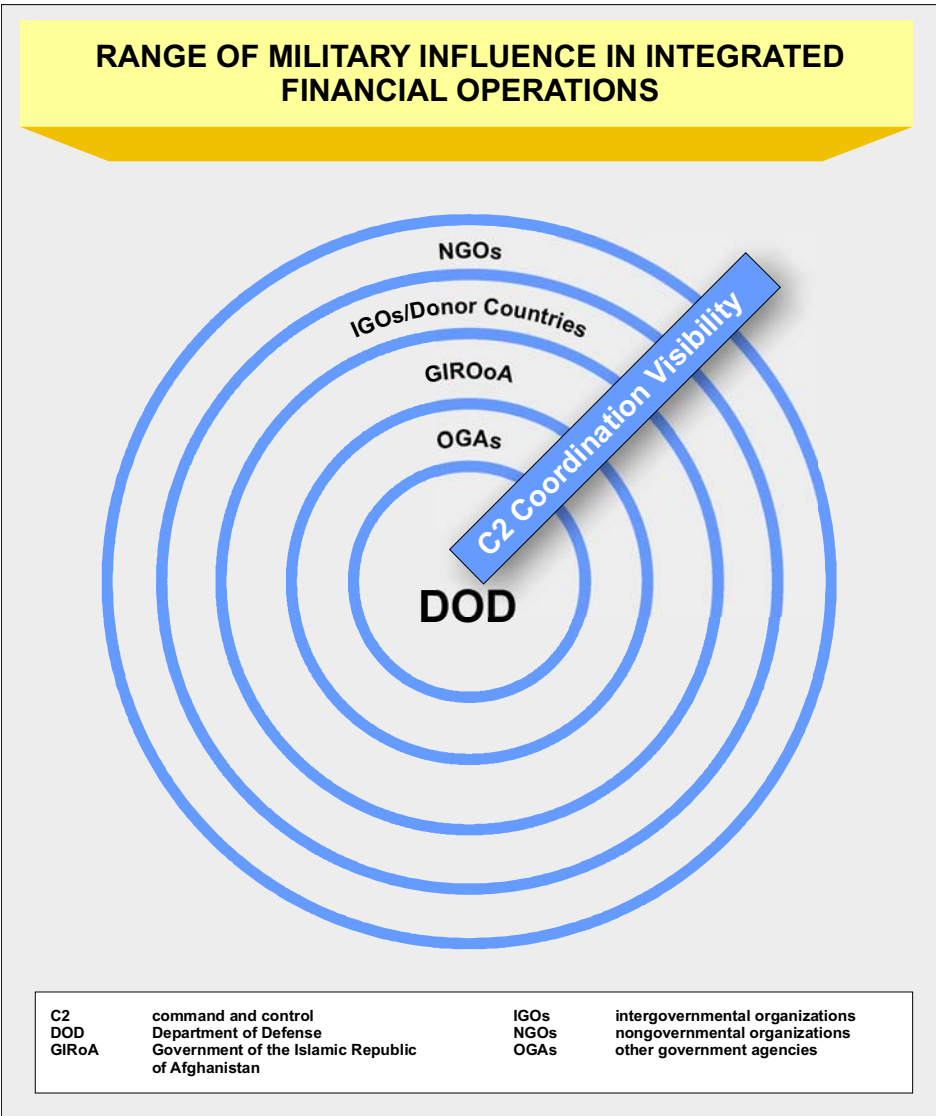 RANGE OF MILITARY INFLUENCE IN INTEGRATED
FINANCIAL OPERATIONS
NGOs
IGOs/Donor Countries
GIROoA
OGAs
C2 Coordination Visibility
DOD
C2 command and control
DOD Department of Defense
GIRoA Government of the Islamic Republic
of Afghanistan
IGOs intergovernmental organizations
NGOs nongovernmental organizations
OGAs other government agencies